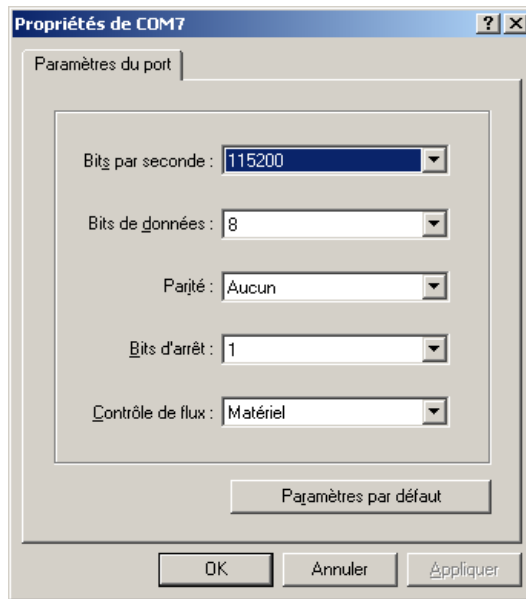 Propriétés de COM7
Paramètres du port
Bits par seconde : 115200
Bits de données : 8
Parité : Aucun
Bits d'arrêt : 1
Contrôle de flux : Matériel
Paramètres par défaut
OK Annuler Appliquer